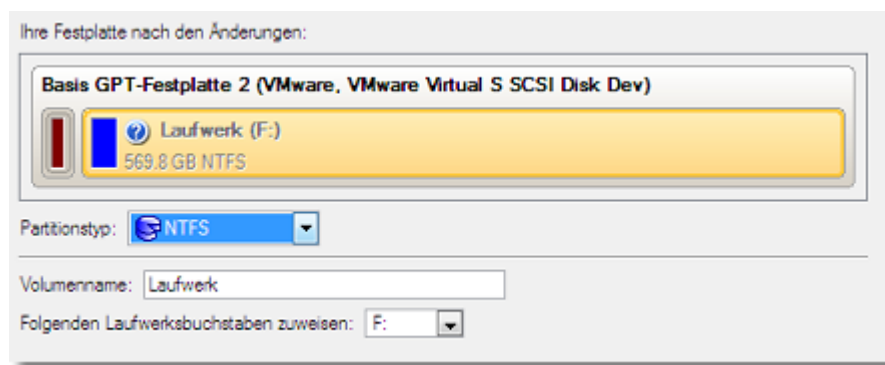 Ihre Festplatte nach den Änderungen:
Basis GPT-Festplatte 2 (VMware, VMware Virtual S SCSI Disk Dev)
Laufwerk (F:)
569.8 GB NTFS
Partitionstyp: NTFS
Volumenname: Laufwerk
Folgenden Laufwerksbuchstaben zuweisen: F: